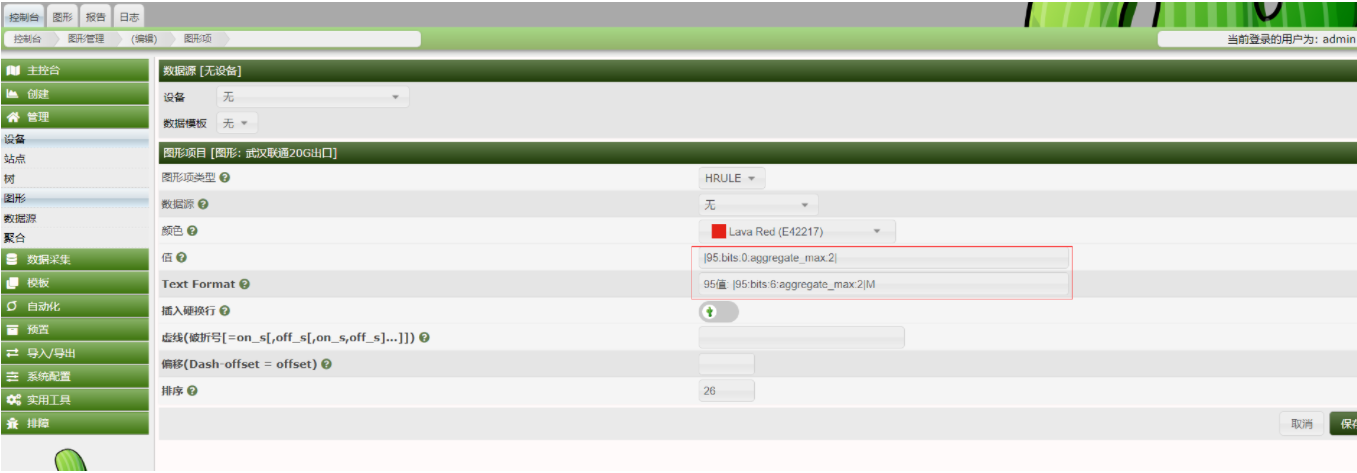 控制台 图形 报告 日志
控制台 图形管理 (编辑) 图形项 当前登录的用户为: admin
主控台
创建
管理
设备
站点
树
图形
数据源
聚合
数据采集
模板
自动化
预置
导入/导出
系统配置
实用工具
排障
数据源 [无设备]
设备 无
数据模板 无
图形项目 [图形: 武汉联通20G出口]
图形项类型 HRULE
数据源 无
颜色 Lava Red (E42217)
值 |95:bits:0:aggregate_max:2|
Text Format 95值: |95:bits:6:aggregate_max:2|M
插入硬换行
虚线(破折号[=on_s[,off_s[,on_s,off_s]...]])
偏移(Dash-offset = offset)
排序 26
取消 保存